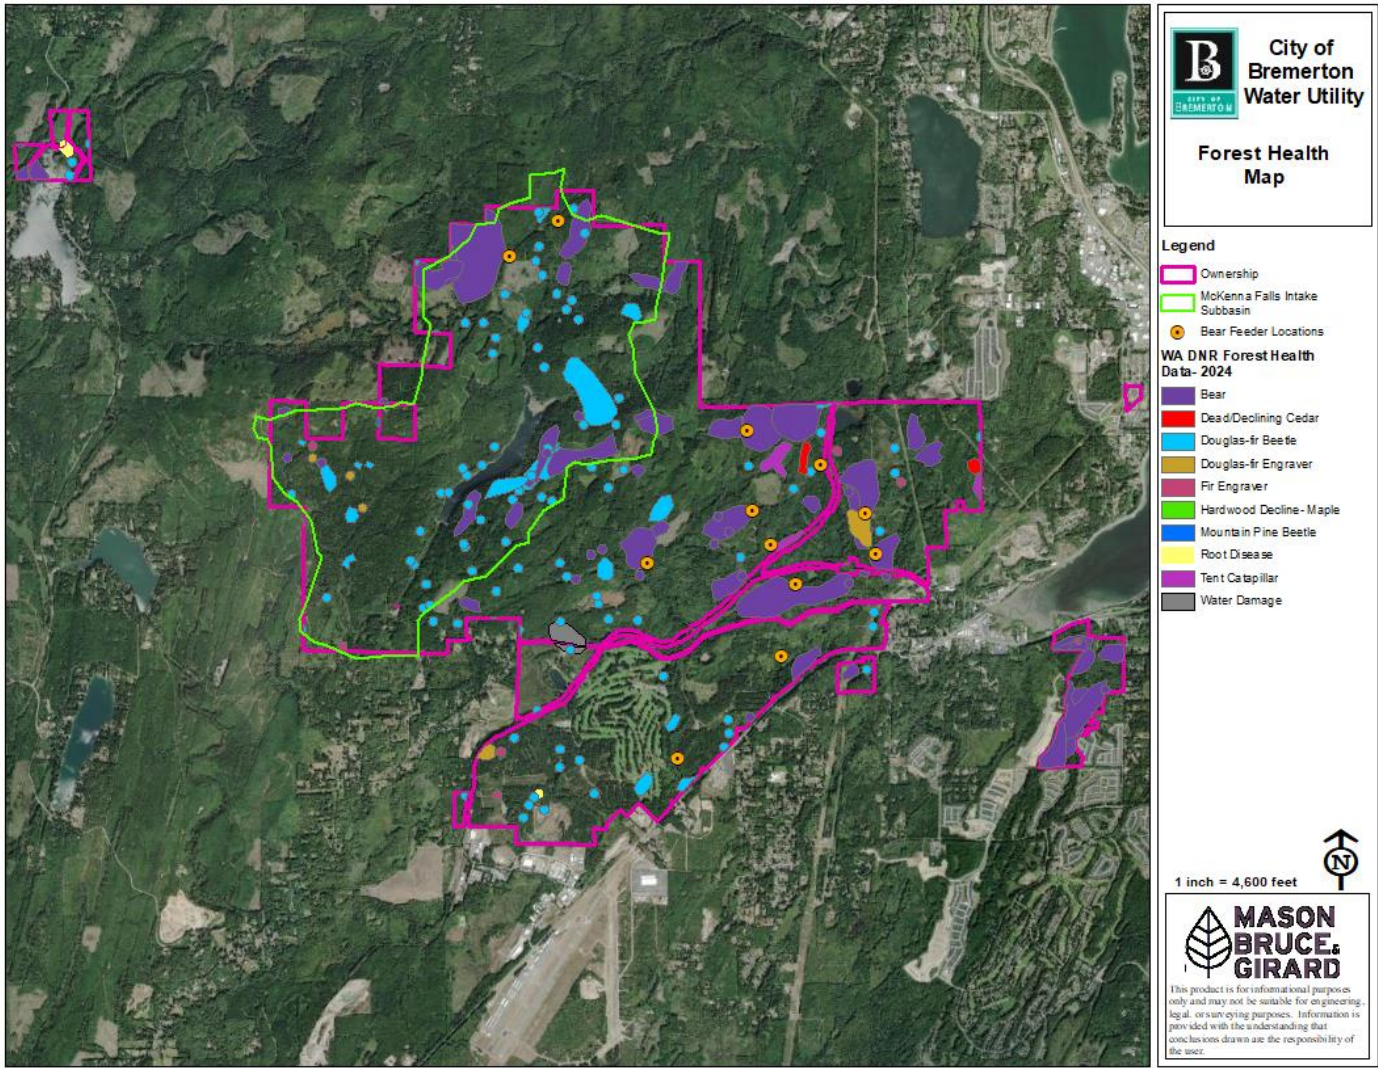 B
CITY OF
BREMERTON
City of
Bremerton
Water Utility
Forest Health
Map
Legend
Ownership
McKenna Falls Intake
Subbasin
Bear Feeder Locations
WA DNR Forest Health
Data- 2024
Bear
Dead/Declining Cedar
Douglas-fir Beetle
Douglas-fir Engraver
Fir Engraver
Hardwood Decline- Maple
Mountain Pine Beetle
Root Disease
Tent Catapillar
Water Damage
N
1 inch = 4,600 feet
MASON
BRUCE &
GIRARD
This product is for informational purposes
only and may not be suitable for engineering,
legal, or surveying purposes. Information is
provided with the understanding that
conclusions drawn are the responsibility of
the user.